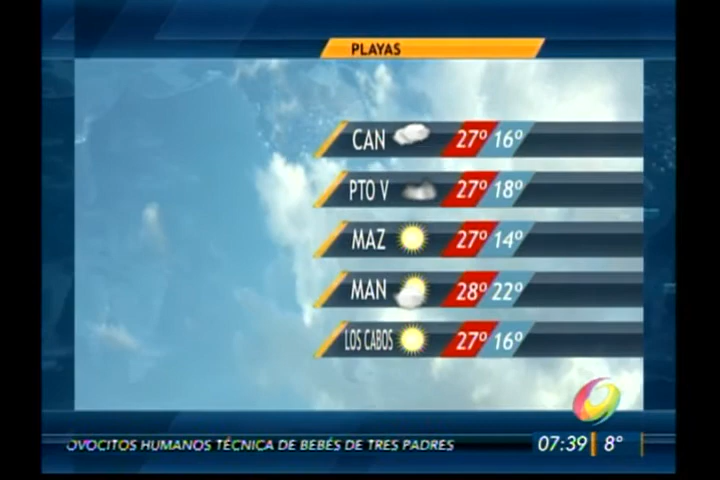 PLAYAS
CAN 27º 16º
PTO V 27º 18º
MAZ 27º 14º
MAN 28º 22º
LOS CABOS 27º 16º
OVOCITOS HUMANOS TÉCNICA DE BEBÉS DE TRES PADRES 07:39 8°